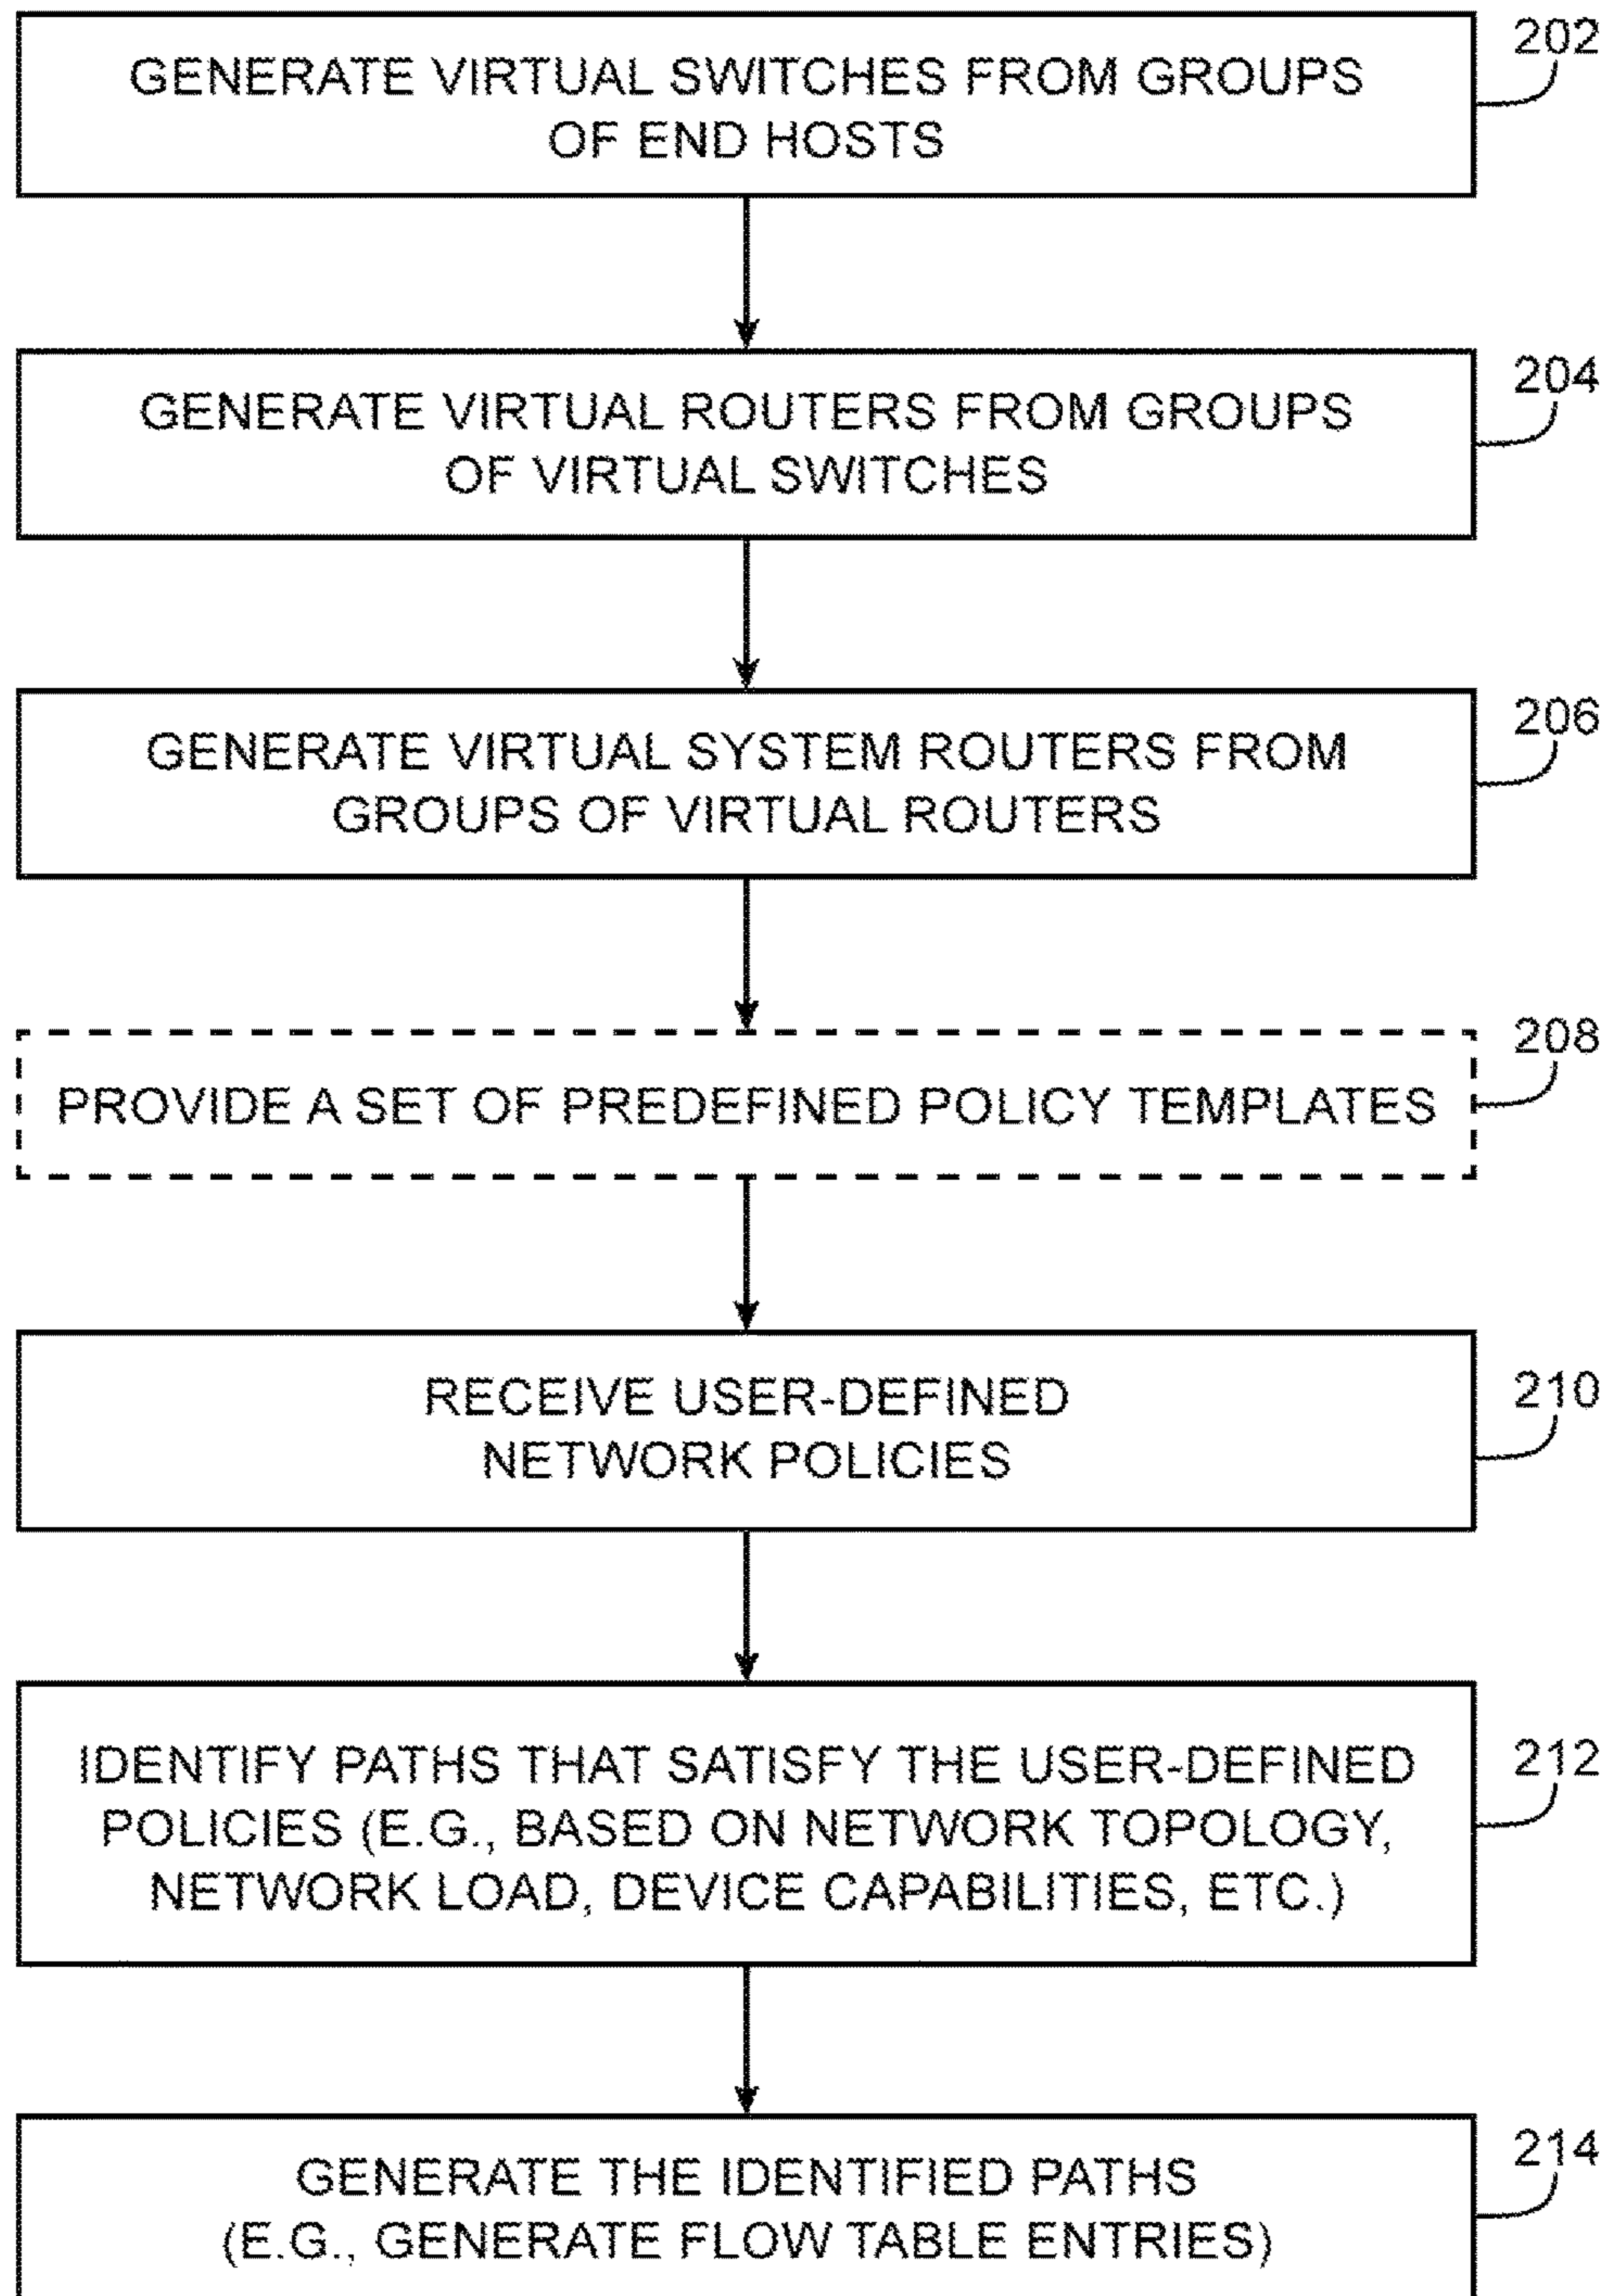 202
GENERATE VIRTUAL SWITCHES FROM GROUPS
OF END HOSTS
204
GENERATE VIRTUAL ROUTERS FROM GROUPS
OF VIRTUAL SWITCHES
206
GENERATE VIRTUAL SYSTEM ROUTERS FROM
GROUPS OF VIRTUAL ROUTERS
208
PROVIDE A SET OF PREDEFINED POLICY TEMPLATES
210
RECEIVE USER-DEFINED
NETWORK POLICIES
212
IDENTIFY PATHS THAT SATISFY THE USER-DEFINED
POLICIES (E.G., BASED ON NETWORK TOPOLOGY,
NETWORK LOAD, DEVICE CAPABILITIES, ETC.)
214
GENERATE THE IDENTIFIED PATHS
(E.G., GENERATE FLOW TABLE ENTRIES)